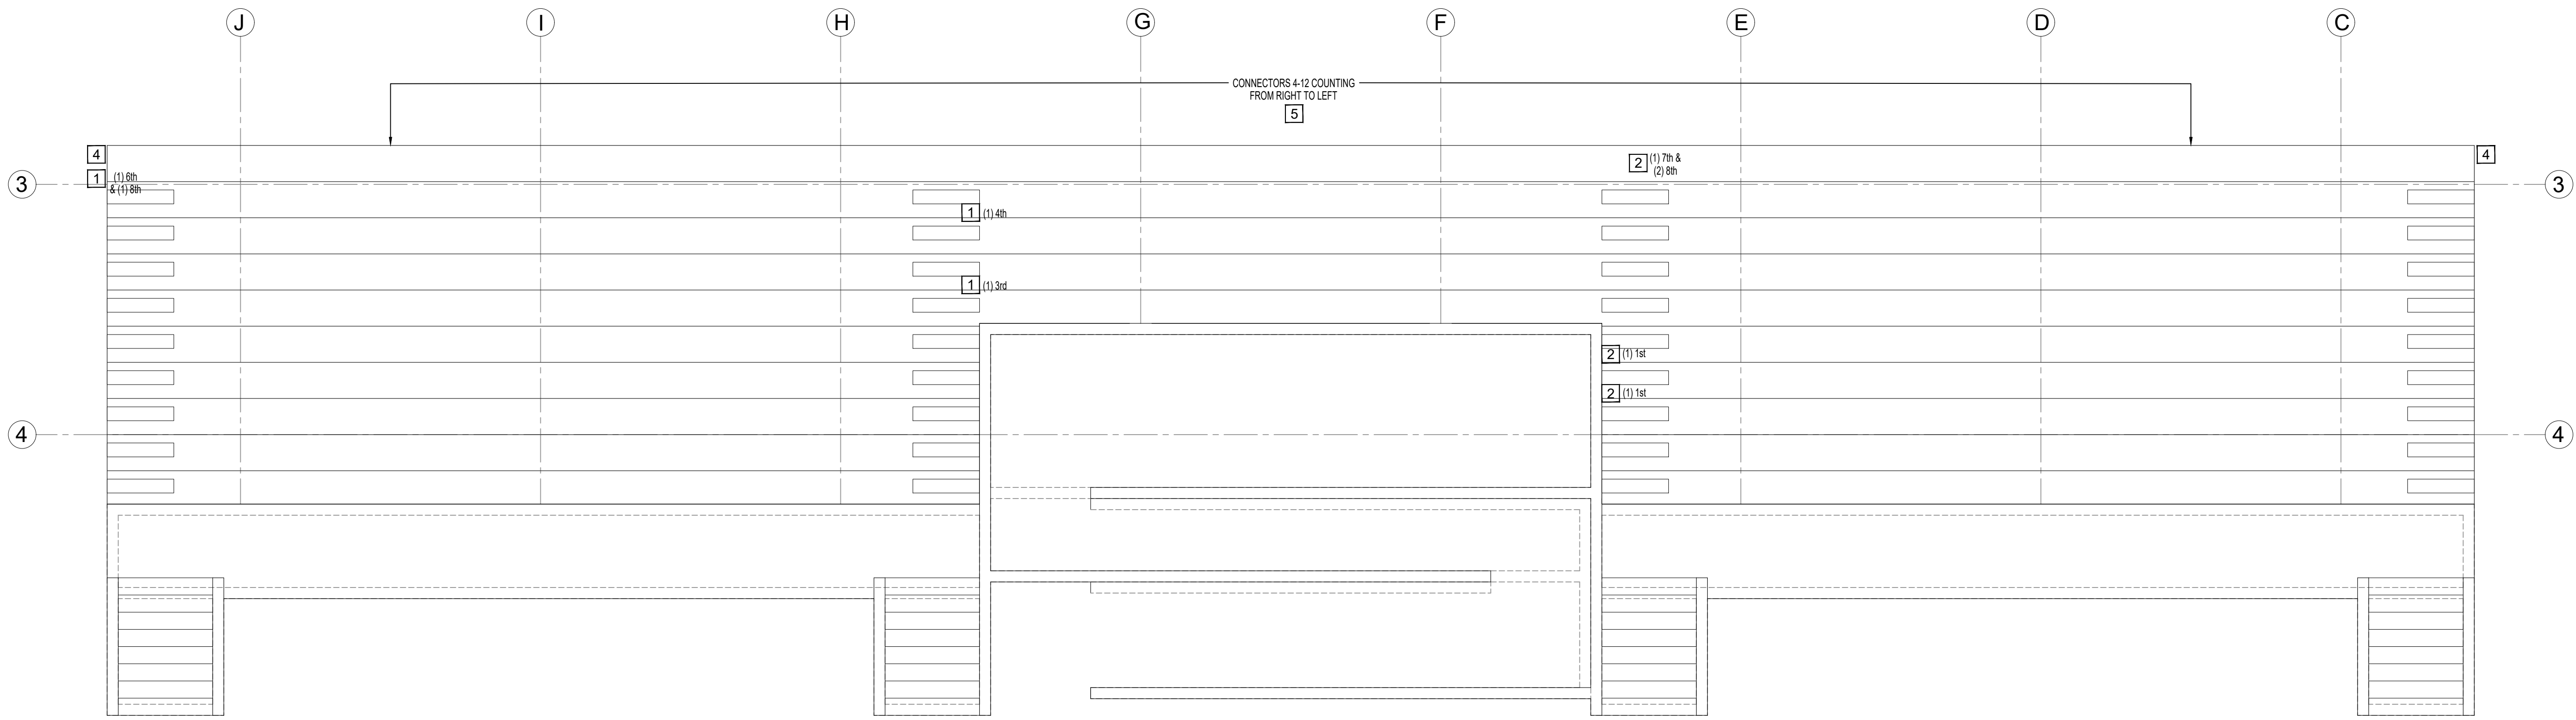 J I H G F E D C
CONNECTORS 4-12 COUNTING
FROM RIGHT TO LEFT
5
4
4
2 (1) 7th &
(2) 8th
1 (1) 6th
& (1) 8th
3
3
1 (1) 4th
1 (1) 3rd
2 (1) 1st
2 (1) 1st
4
4